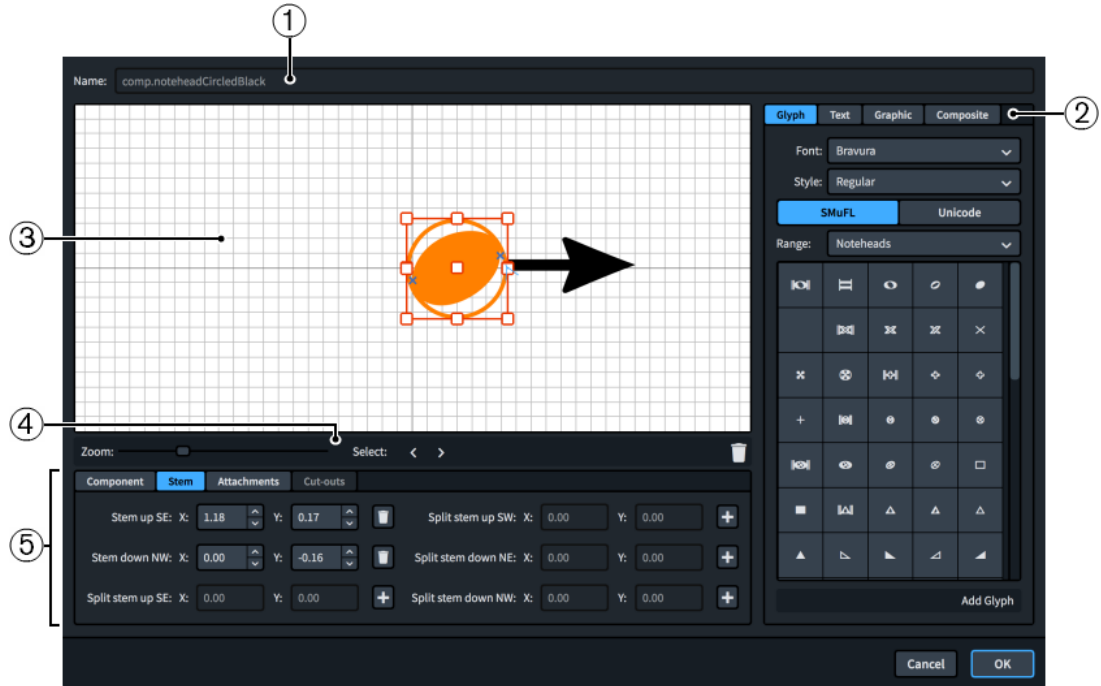 1
Name: comp.noteheadCircledBlack
Glyph Text Graphic Composite
2
Font: Bravura
Style: Regular
SMuFL Unicode
Range: Noteheads
3
4
Zoom: Select:
Component Stem Attachments Cut-outs
Stem up SE: X: 1.18 Y: 0.17 Split stem up SW: X: 0.00 Y: 0.00
5
Stem down NW: X: 0.00 Y: -0.16 Split stem down NE: X: 0.00 Y: 0.00
Split stem up SE: X: 0.00 Y: 0.00 Split stem down NW: X: 0.00 Y: 0.00
Add Glyph
Cancel OK